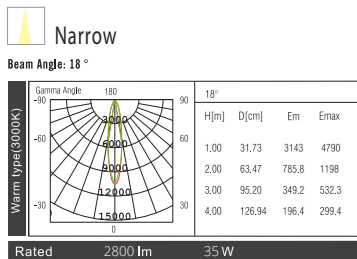 Narrow
Beam Angle: 18 °
Warm type(3000K)
Gamma Angle 180
-90 90
3000
-60 6000 60
9000
12000
-30 30
15000
0
18°
H[m] D[cm] Em Emax
1.00 31.73 3143 4790
2.00 63.47 785.8 1198
3.00 95.20 349.2 532.3
4.00 126.94 196.4 299.4
Rated 2800 lm 35 W